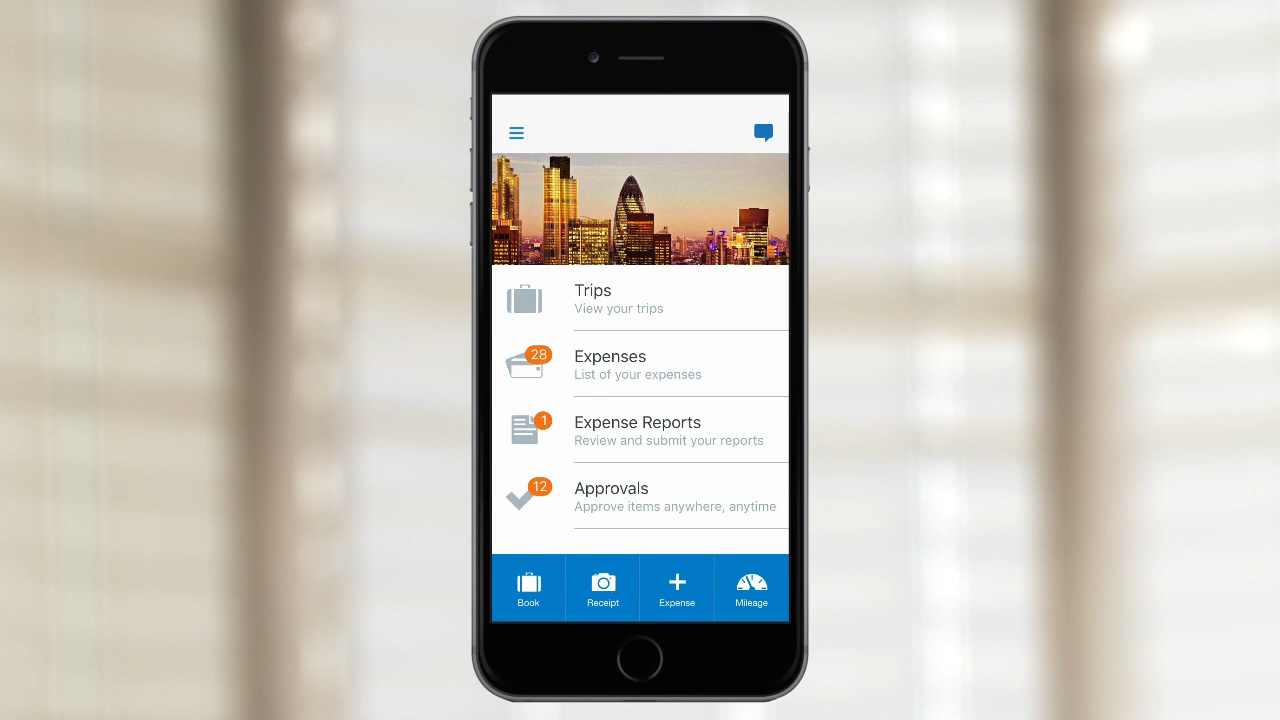 Trips
View your trips
28
Expenses
List of your expenses
1
Expense Reports
Review and submit your reports
12
Approvals
Approve items anywhere, anytime
Book
Receipt
Expense
Mileage